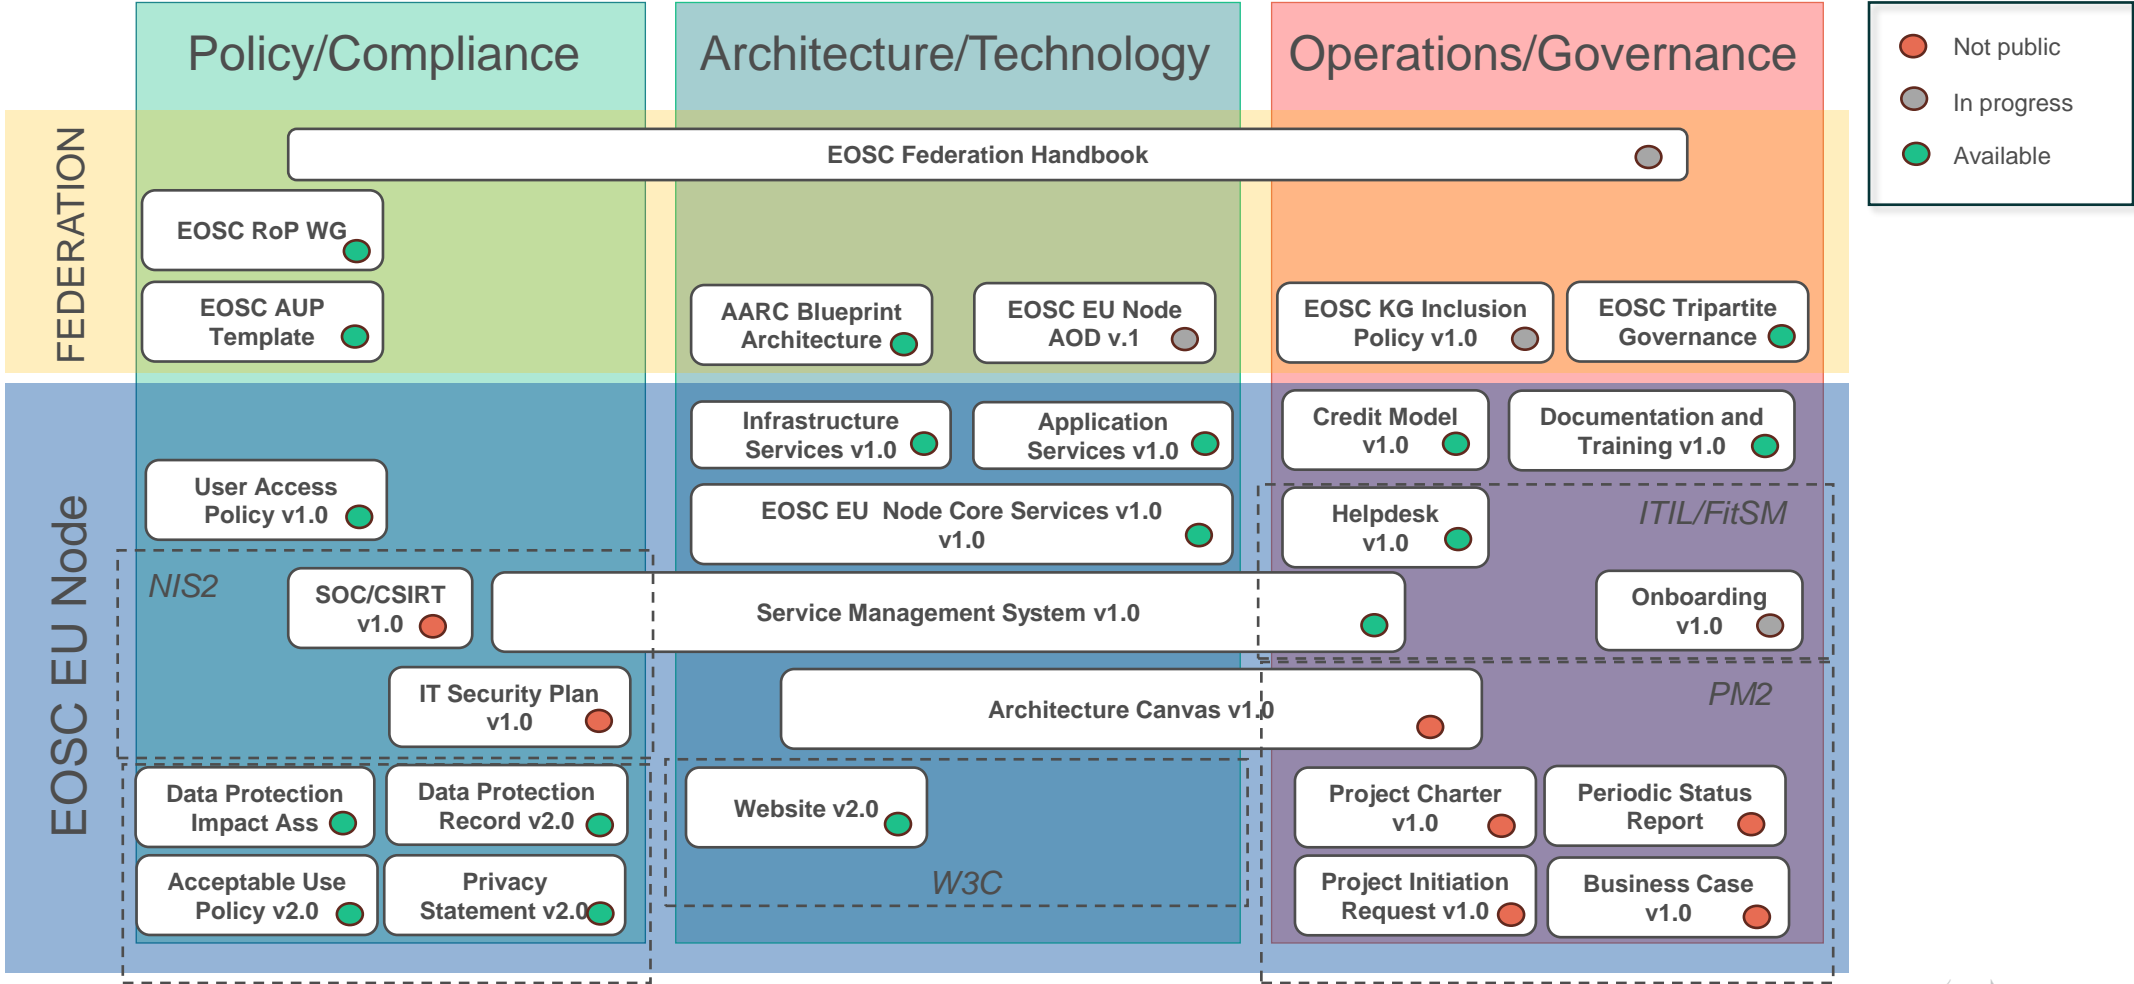 Policy/Compliance
Architecture/Technology
Operations/Governance
Not public
In progress
Available
FEDERATION
EOSC Federation Handbook
EOSC RoP WG
EOSC AUP
Template
AARC Blueprint
Architecture
EOSC EU Node
AOD v.1
EOSC KG Inclusion
Policy v1.0
EOSC Tripartite
Governance
EOSC EU Node
Infrastructure
Services v1.0
Application
Services v1.0
Credit Model
v1.0
Documentation and
Training v1.0
User Access
Policy v1.0
EOSC EU  Node Core Services v1.0
v1.0
Helpdesk
v1.0
ITIL/FitSM
NIS2
SOC/CSIRT
v1.0
Service Management System v1.0
Onboarding
v1.0
IT Security Plan
v1.0
Architecture Canvas v1.0
PM2
Data Protection
Impact Ass
Data Protection
Record v2.0
Website v2.0
Project Charter
v1.0
Periodic Status
Report
Acceptable Use
Policy v2.0
Privacy
Statement v2.0
W3C
Project Initiation
Request v1.0
Business Case
v1.0